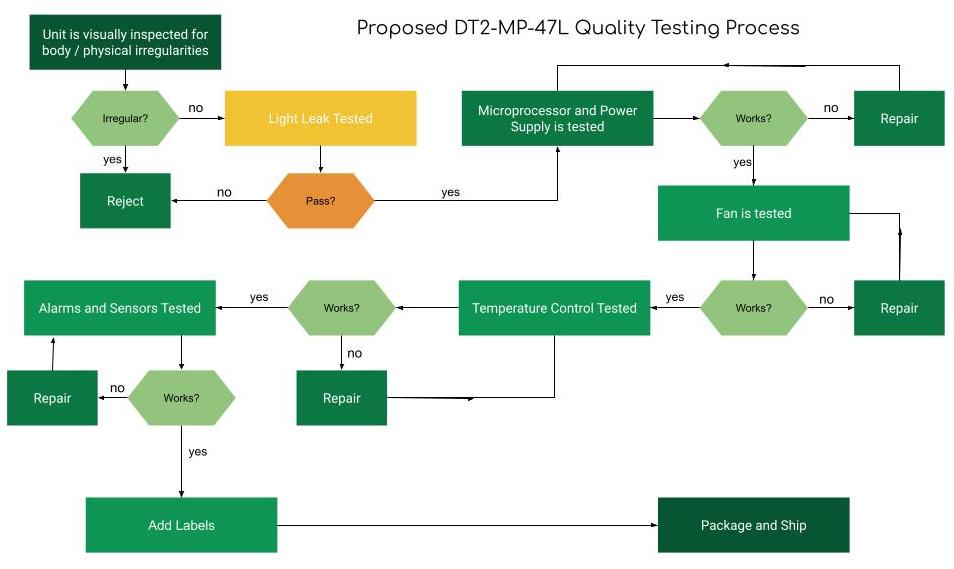 Proposed DT2-MP-47L Quality Testing Process
Unit is visually inspected for
body / physical irregularities
Irregular?
no
Light Leak Tested
yes
Reject
no
Pass?
yes
Microprocessor and Power
Supply is tested
Works?
no
Repair
yes
Fan is tested
Works?
no
Repair
yes
Temperature Control Tested
Works?
no
Repair
yes
Alarms and Sensors Tested
Works?
no
Repair
yes
Add Labels
Package and Ship